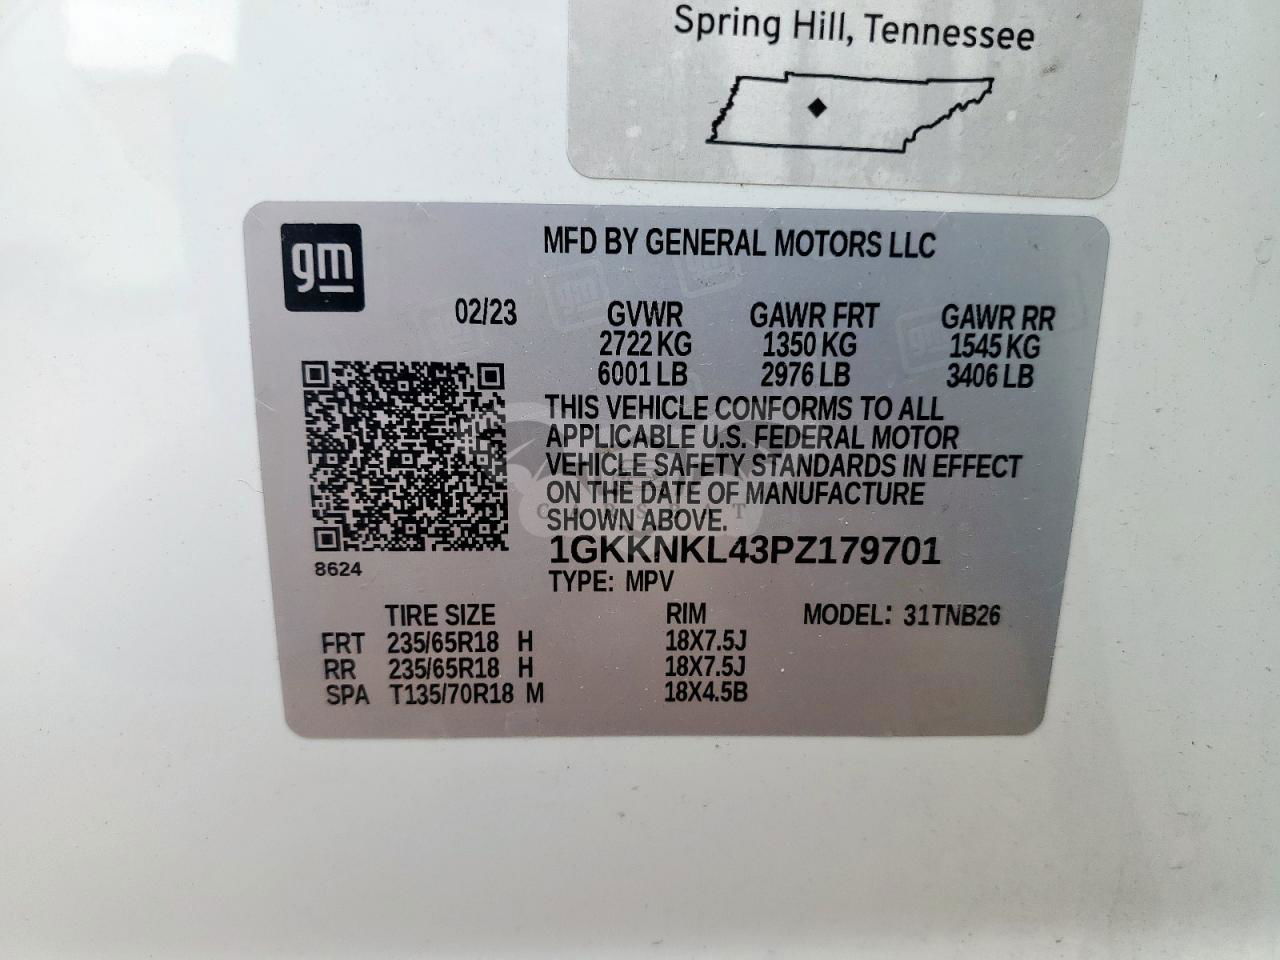 Spring Hill, Tennessee
gm
MFD BY GENERAL MOTORS LLC
02/23 GVWR GAWR FRT GAWR RR
2722 KG 1350 KG 1545 KG
6001 LB 2976 LB 3406 LB
THIS VEHICLE CONFORMS TO ALL
APPLICABLE U.S. FEDERAL MOTOR
VEHICLE SAFETY STANDARDS IN EFFECT
ON THE DATE OF MANUFACTURE
SHOWN ABOVE.
1GKKNKL43PZ179701
8624
TYPE: MPV
TIRE SIZE RIM MODEL: 31TNB26
FRT 235/65R18 H 18X7.5J
RR 235/65R18 H 18X7.5J
SPA T135/70R18 M 18X4.5B